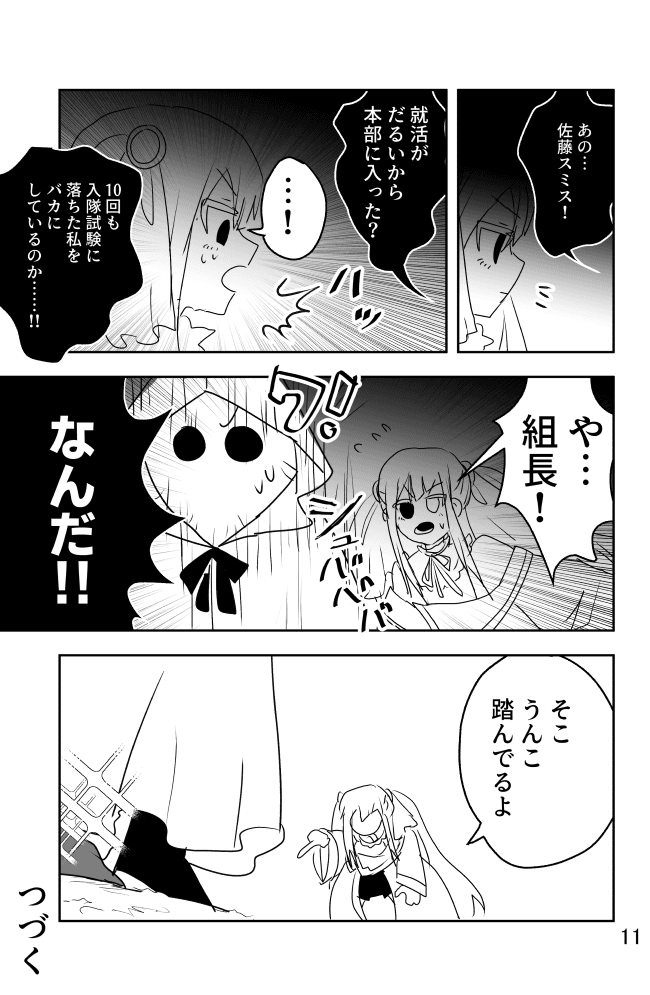 あの…
佐藤スミス！
就活が
だるいから
本部に入った？
…！
ハッ
10回も
入隊試験に
落ちた私を
バカに
しているのか……!!
や…
組長！
ワ！。
シュババババ
なんだ!!
そこ
うんこ
踏んでるよ
つづく
11